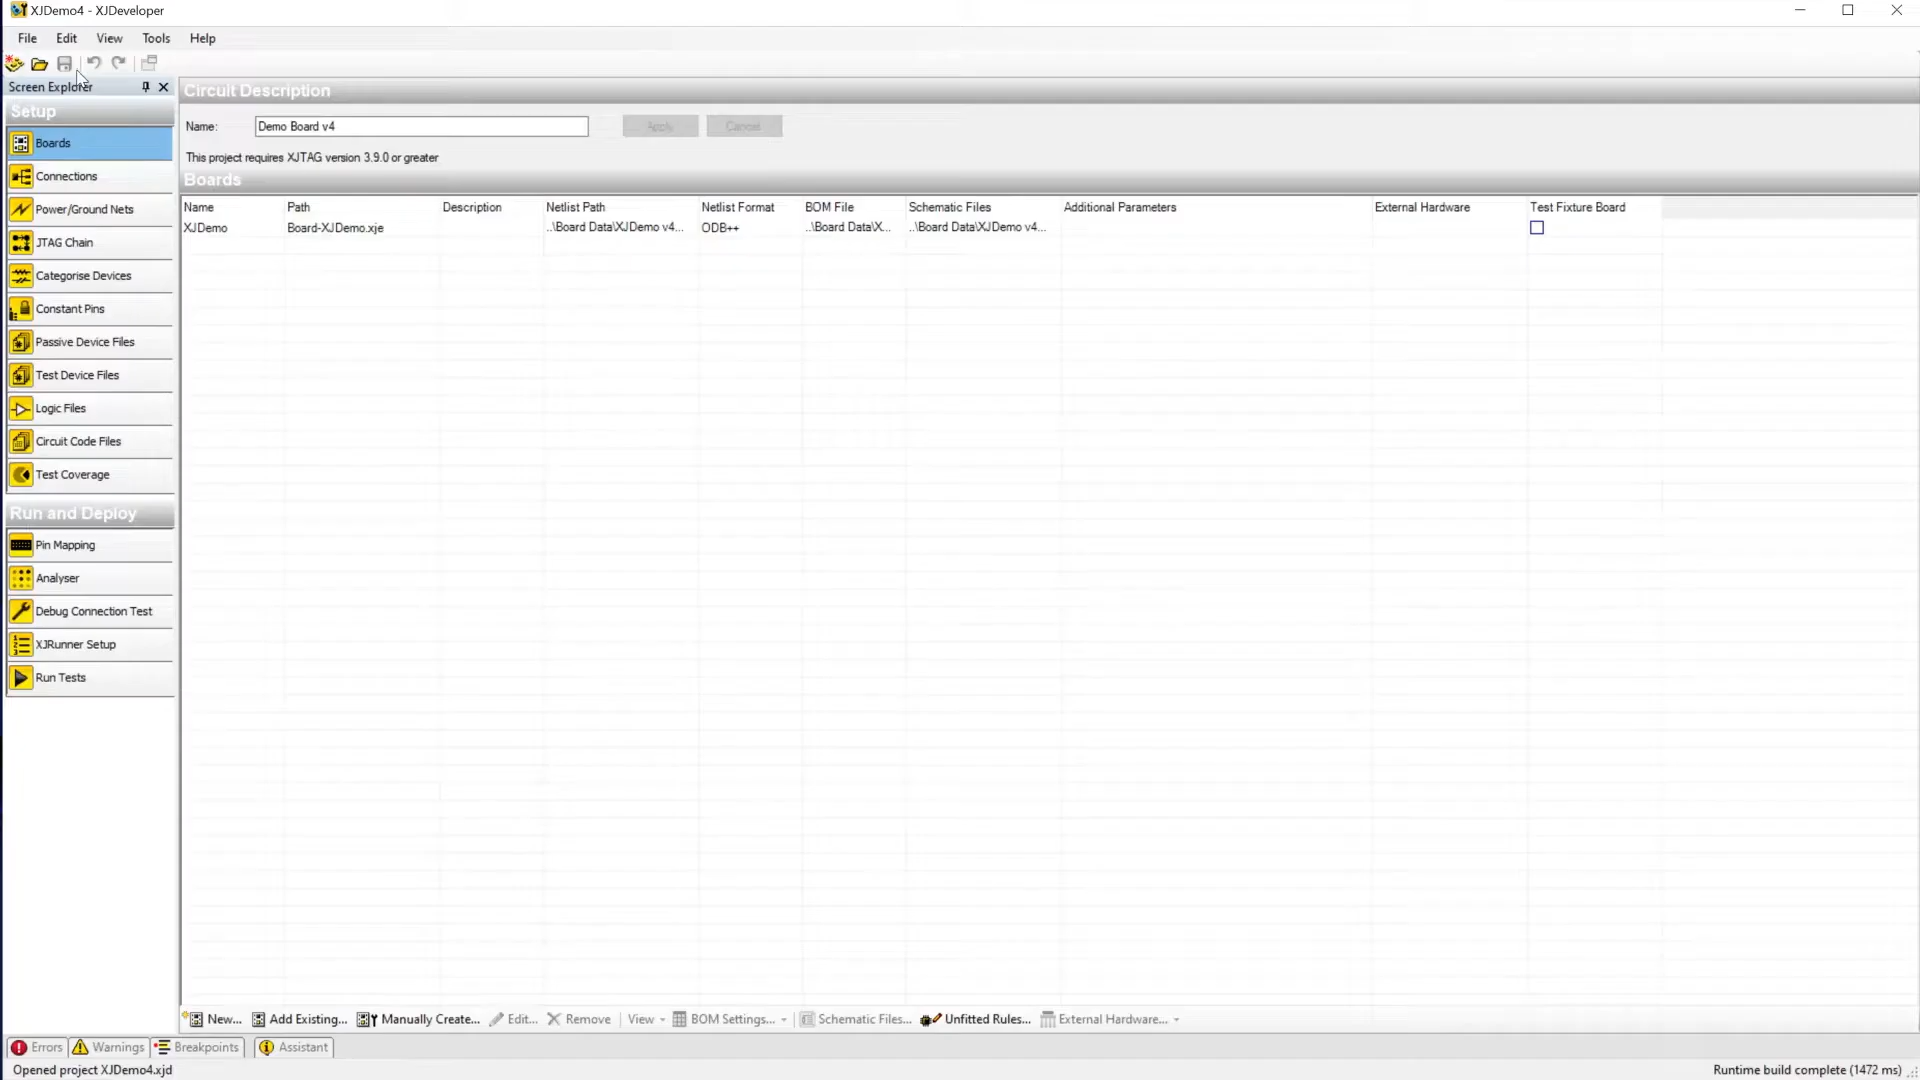 XJDemo4 - XJDeveloper
File Edit View Tools Help
Screen Explorer
Setup
Boards
Connections
Power/Ground Nets
JTAG Chain
Categorise Devices
Constant Pins
Passive Device Files
Test Device Files
Logic Files
Circuit Code Files
Test Coverage
Run and Deploy
Pin Mapping
Analyser
Debug Connection Test
XJRunner Setup
Run Tests
Circuit Description
Name: Demo Board v4 Apply Cancel
This project requires XJTAG version 3.9.0 or greater
Boards
Name Path Description Netlist Path Netlist Format BOM File Schematic Files Additional Parameters External Hardware Test Fixture Board
XJDemo Board-XJDemo.xje ..\Board Data\XJDemo v4... ODB++ ..\Board Data\X... ..\Board Data\XJDemo v4...
New... Add Existing... Manually Create... Edit... Remove View BOM Settings... Schematic Files... Unfitted Rules... External Hardware...
Errors Warnings Breakpoints Assistant
Opened project XJDemo4.xjd Runtime build complete (1472 ms)